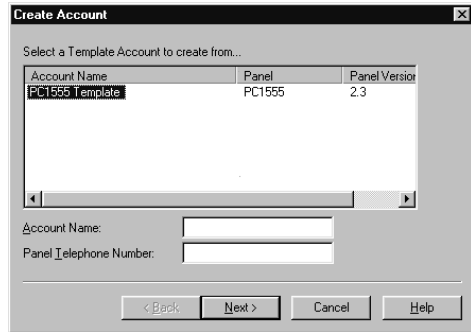 Create Account
Select a Template Account to create from...
Account Name Panel Panel Version
PC1555 Template PC1555 2.3
Account Name:
Panel Telephone Number:
< Back Next > Cancel Help